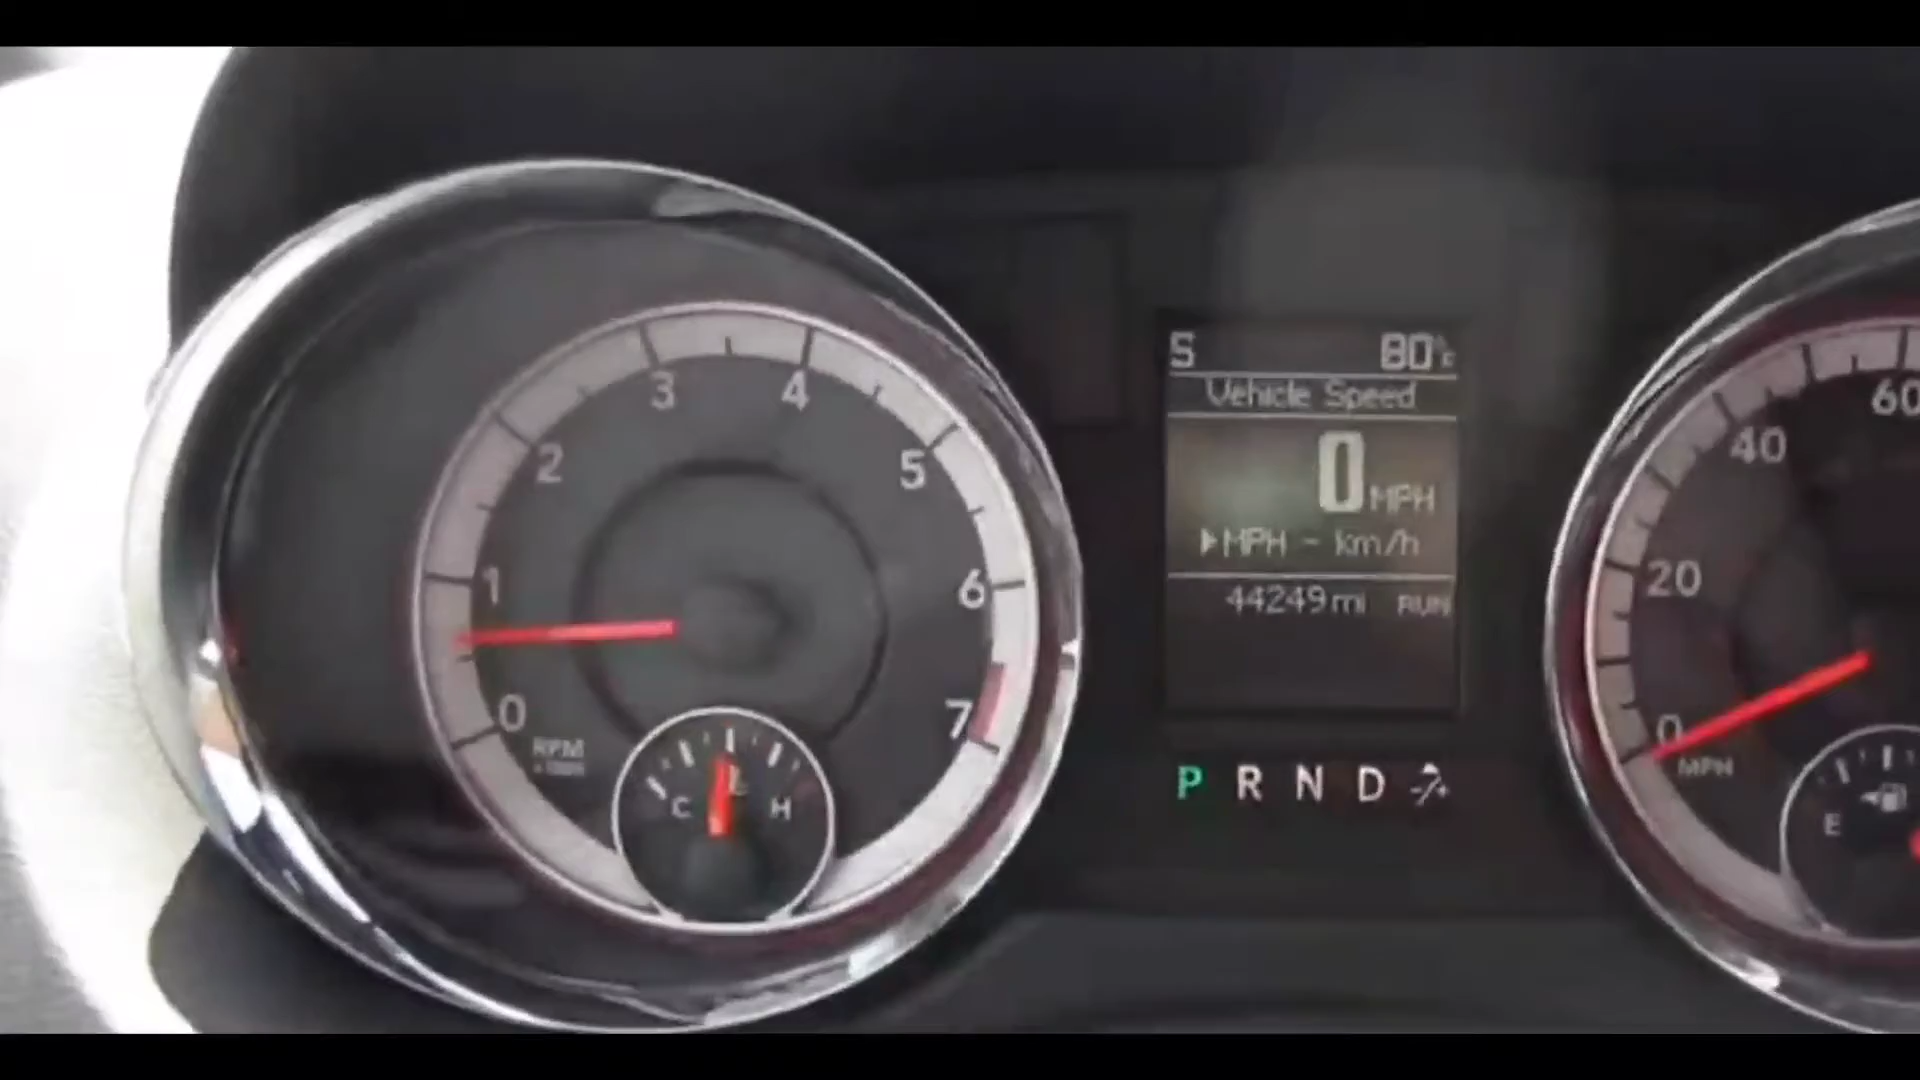 3 4
2 5
1 6
0 7
RPM
C H
S 80°F
Vehicle Speed
0 MPH
▸MPH - km/h
44249 mi RUN
P R N D
60
40
20
0
MPH
E